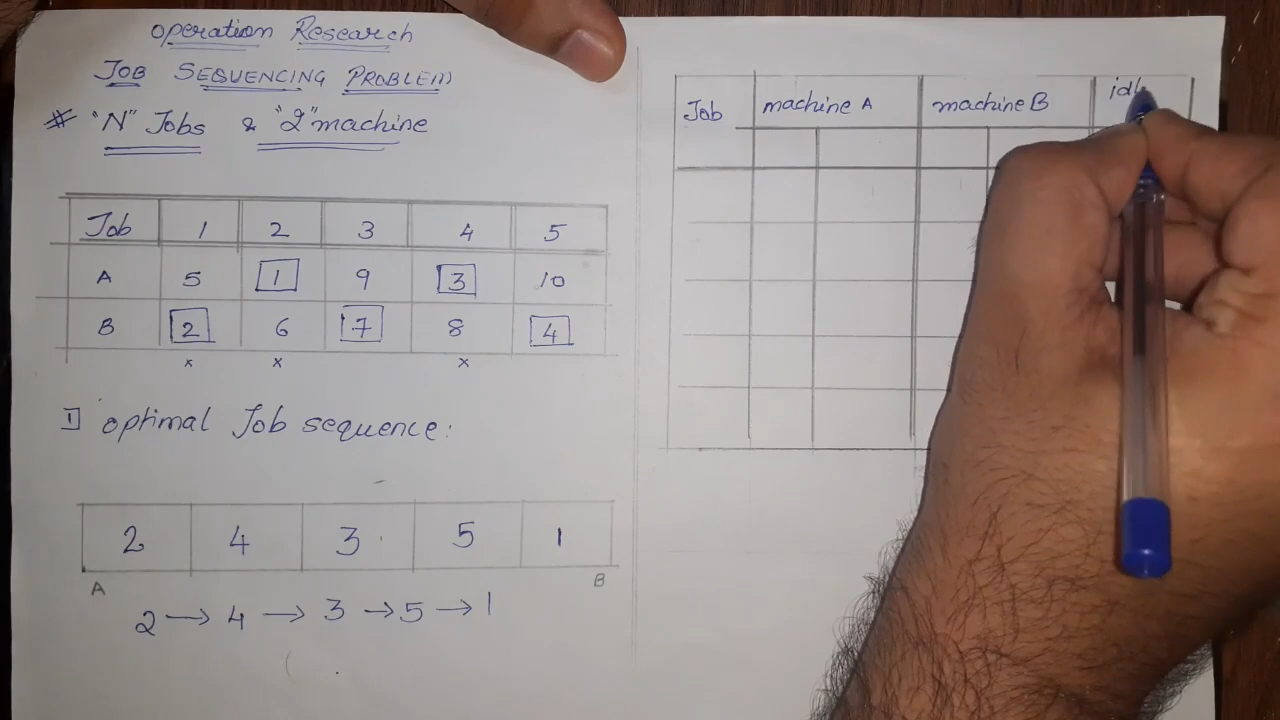 Operation Research
JOB SEQUENCING PROBLEM
# "N" Jobs & "2" machine
Job 1 2 3 4 5
A 5 1 9 3 10
B 2 6 7 8 4
x x x
1] optimal Job sequence:
2 4 3 5 1
A B
2 → 4 → 3 → 5 → 1
Job machine A machine B